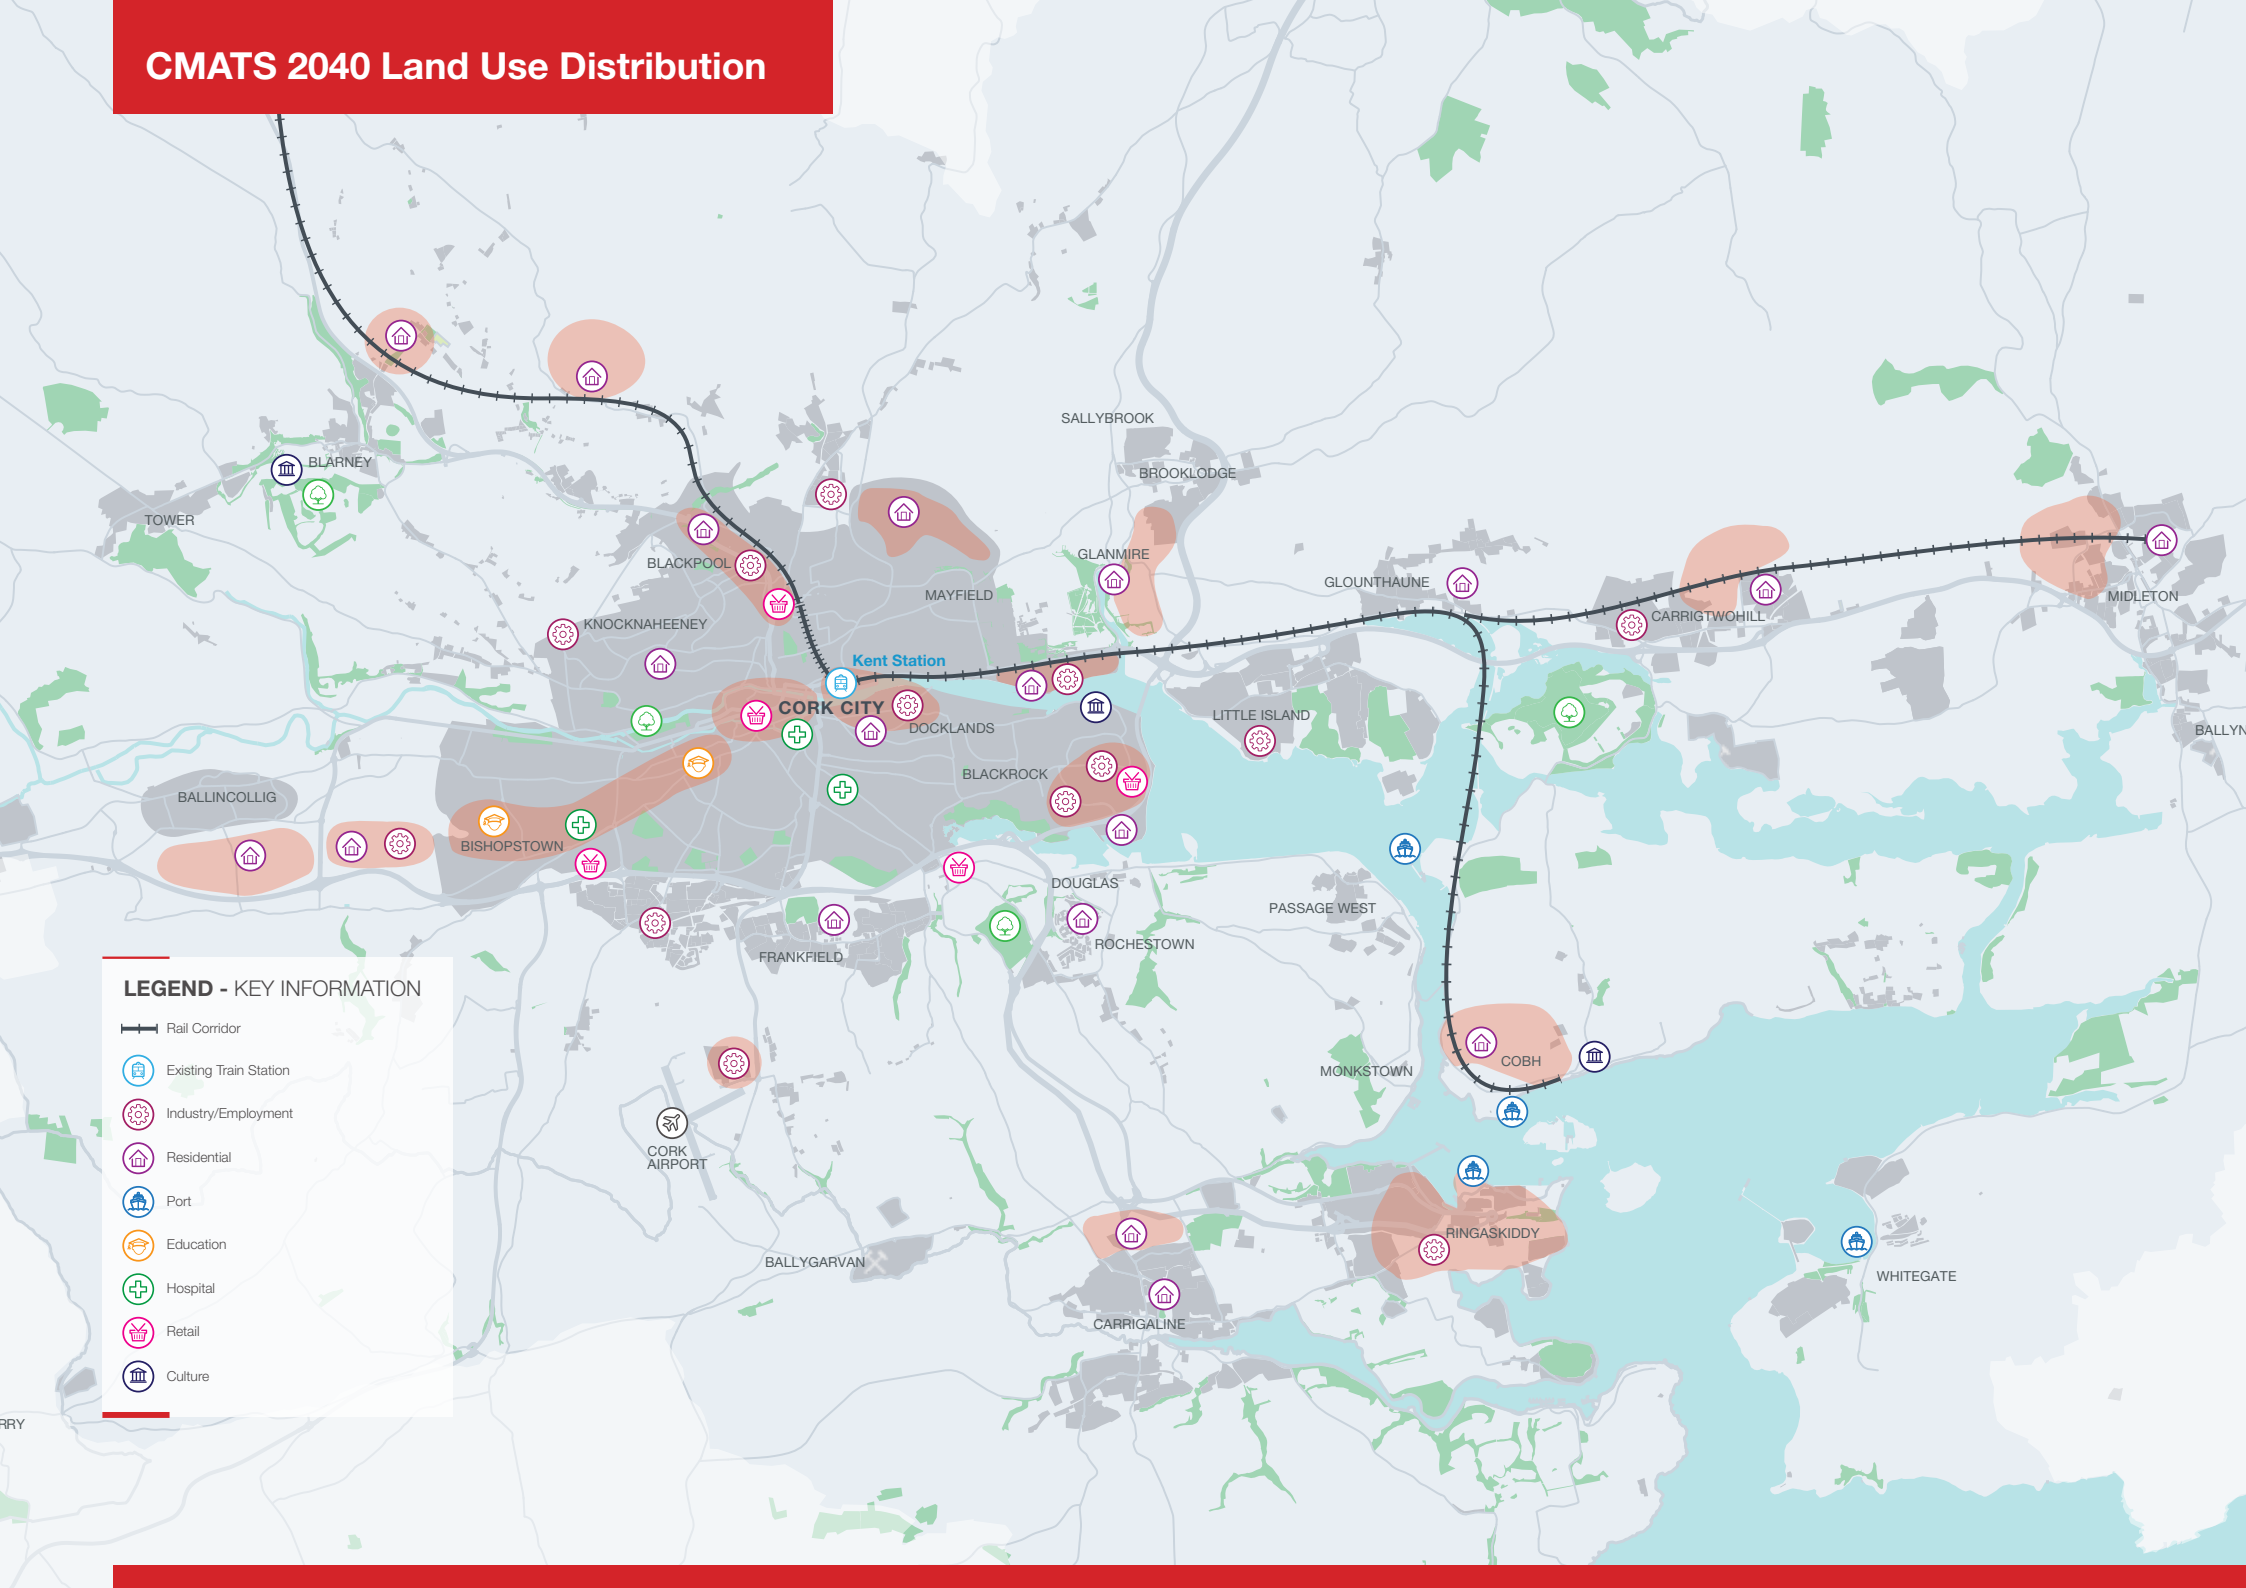 CMATS 2040 Land Use Distribution
SALLYBROOK
BLARNEY
BROOKLODGE
TOWER
GLANMIRE
BLACKPOOL
GLOUNTHAUNE
MAYFIELD
MIDLETON
KNOCKNAHEENEY
CARRIGTWOHILL
Kent Station
CORK CITY
LITTLE ISLAND
DOCKLANDS
BALLYN
BLACKROCK
BALLINCOLLIG
BISHOPSTOWN
DOUGLAS
PASSAGE WEST
ROCHESTOWN
FRANKFIELD
COBH
MONKSTOWN
CORK
AIRPORT
RINGASKIDDY
BALLYGARVAN
WHITEGATE
CARRIGALINE
RRY
LEGEND - KEY INFORMATION
Rail Corridor
Existing Train Station
Industry/Employment
Residential
Port
Education
Hospital
Retail
Culture